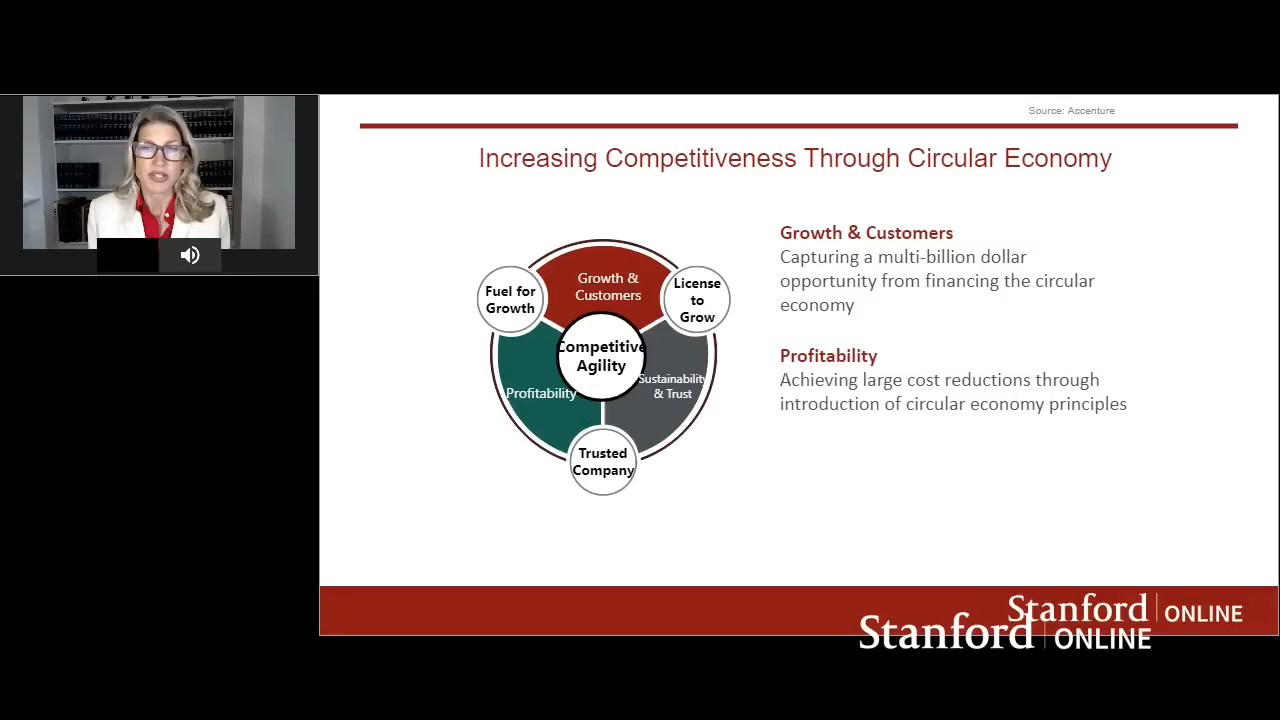 Source: Accenture
Increasing Competitiveness Through Circular Economy
Growth &
Customers
Fuel for
Growth
License
to
Grow
Competitive
Agility
Profitability
Sustainability
& Trust
Trusted
Company
Growth & Customers
Capturing a multi-billion dollar
opportunity from financing the circular
economy
Profitability
Achieving large cost reductions through
introduction of circular economy principles
Stanford ONLINE
Stanford ONLINE